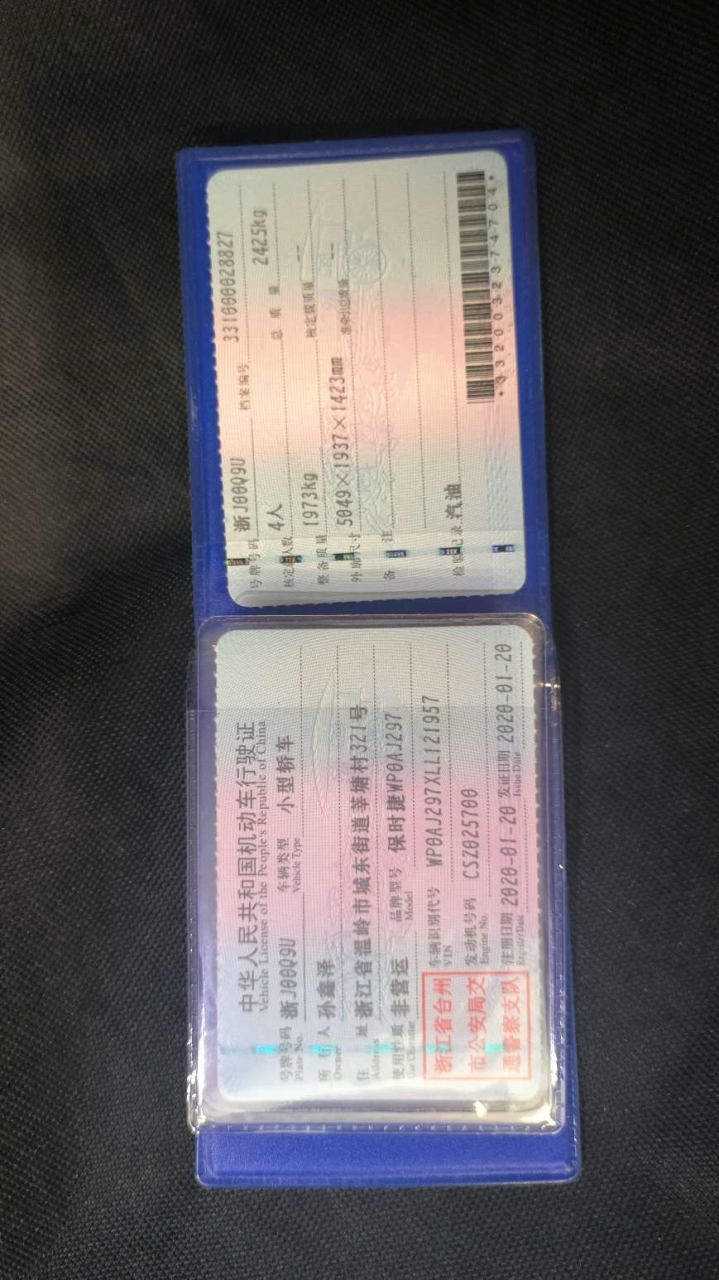 中华人民共和国机动车行驶证
Vehicle License of the People's Republic of China
号牌号码 浙J00Q9U 车辆类型 小型轿车
Plate No. Vehicle Type
所有人 孙鑫泽
Owner
住址 浙江省温岭市城东街道莘塘村321号
Address
使用性质 非营运 品牌型号 保时捷WP0AJ297
Use Character Model
浙江省台州
市公安局交
通警察支队
车辆识别代号 WP0AJ297XLL121957
VIN
发动机号码 CSZ025700
Engine No.
注册日期 2020-01-20 发证日期 2020-01-20
Register Date Issue Date
号牌号码 浙J00Q9U 档案编号 331000028827
核定载人数 4人 总质量 2425kg
整备质量 1973kg 核定载质量 --
外廓尺寸 5049×1937×1423mm 准牵引总质量 --
备注
检验记录 汽油
*33200032374704*